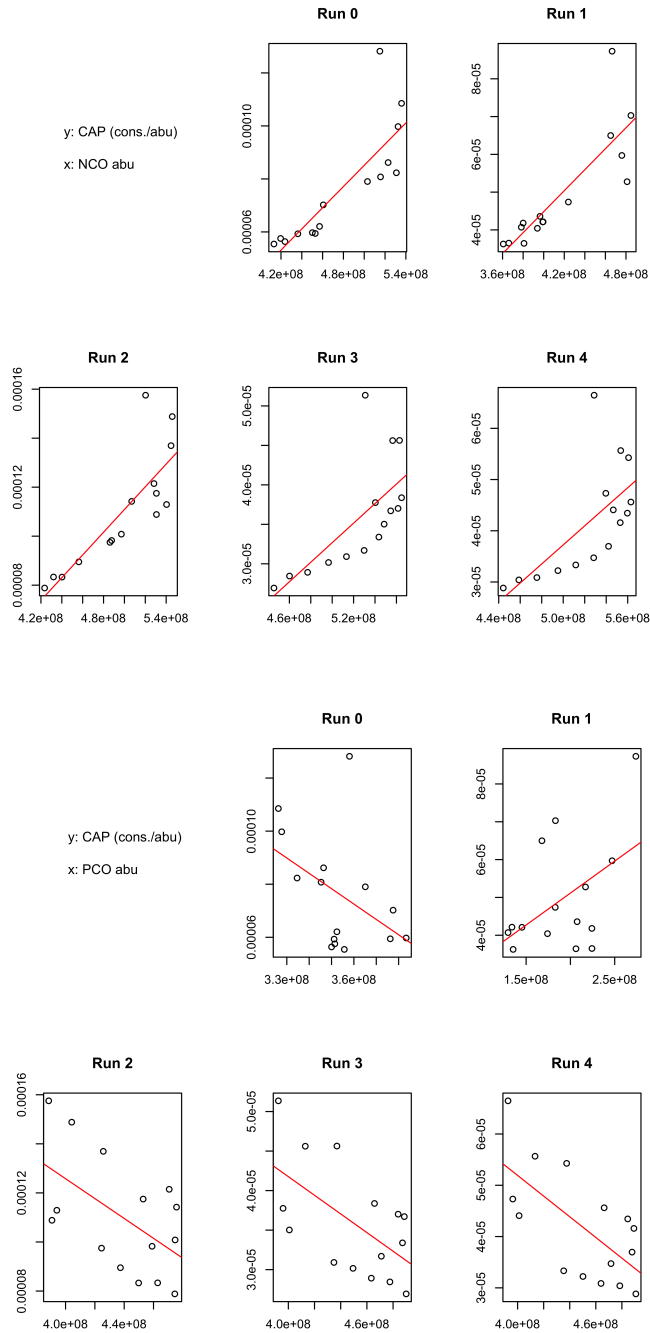 Run 0
Run 1
y: CAP (cons./abu)
x: NCO abu
0.00006
0.00010
4.2e+08
4.8e+08
5.4e+08
4e-05
6e-05
8e-05
3.6e+08
4.2e+08
4.8e+08
Run 2
Run 3
Run 4
0.00008
0.00012
0.00016
4.2e+08
4.8e+08
5.4e+08
3.0e-05
4.0e-05
5.0e-05
4.6e+08
5.2e+08
3e-05
4e-05
5e-05
6e-05
4.4e+08
5.0e+08
5.6e+08
Run 0
Run 1
y: CAP (cons./abu)
x: PCO abu
0.00006
0.00010
3.3e+08
3.6e+08
4e-05
6e-05
8e-05
1.5e+08
2.5e+08
Run 2
Run 3
Run 4
0.00008
0.00012
0.00016
4.0e+08
4.4e+08
3.0e-05
4.0e-05
5.0e-05
4.0e+08
4.6e+08
3e-05
4e-05
5e-05
6e-05
4.0e+08
4.6e+08